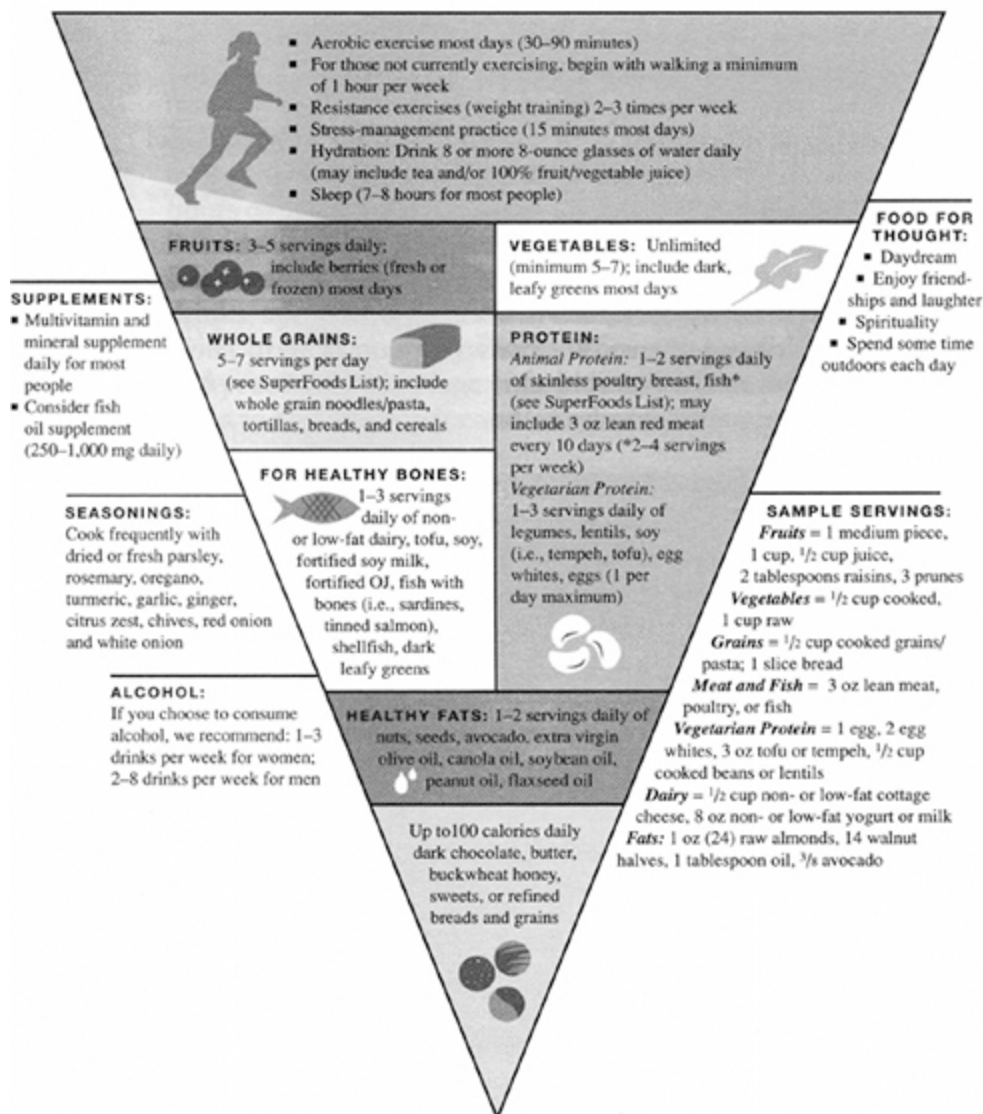 ▪ Aerobic exercise most days (30–90 minutes)
▪ For those not currently exercising, begin with walking a minimum
of 1 hour per week
▪ Resistance exercises (weight training) 2–3 times per week
▪ Stress-management practice (15 minutes most days)
▪ Hydration: Drink 8 or more 8-ounce glasses of water daily
(may include tea and/or 100% fruit/vegetable juice)
▪ Sleep (7–8 hours for most people)
FRUITS: 3–5 servings daily;
include berries (fresh or
frozen) most days
VEGETABLES: Unlimited
(minimum 5–7); include dark,
leafy greens most days
FOOD FOR
THOUGHT:
▪ Daydream
▪ Enjoy friend-
ships and laughter
▪ Spirituality
▪ Spend some time
outdoors each day
SUPPLEMENTS:
▪ Multivitamin and
mineral supplement
daily for most
people
▪ Consider fish
oil supplement
(250–1,000 mg daily)
WHOLE GRAINS:
5–7 servings per day
(see SuperFoods List); include
whole grain noodles/pasta,
tortillas, breads, and cereals
PROTEIN:
Animal Protein: 1–2 servings daily
of skinless poultry breast, fish*
(see SuperFoods List); may
include 3 oz lean red meat
every 10 days (*2–4 servings
per week)
Vegetarian Protein:
1–3 servings daily of
legumes, lentils, soy
(i.e., tempeh, tofu), egg
whites, eggs (1 per
day maximum)
FOR HEALTHY BONES:
1–3 servings
daily of non-
or low-fat dairy, tofu, soy,
fortified soy milk,
fortified OJ, fish with
bones (i.e., sardines,
tinned salmon),
shellfish, dark
leafy greens
SEASONINGS:
Cook frequently with
dried or fresh parsley,
rosemary, oregano,
turmeric, garlic, ginger,
citrus zest, chives, red onion
and white onion
SAMPLE SERVINGS:
Fruits = 1 medium piece,
1 cup, 1/2 cup juice,
2 tablespoons raisins, 3 prunes
Vegetables = 1/2 cup cooked,
1 cup raw
Grains = 1/2 cup cooked grains/
pasta; 1 slice bread
Meat and Fish = 3 oz lean meat,
poultry, or fish
Vegetarian Protein = 1 egg, 2 egg
whites, 3 oz tofu or tempeh, 1/2 cup
cooked beans or lentils
Dairy = 1/2 cup non- or low-fat cottage
cheese, 8 oz non- or low-fat yogurt or milk
Fats: 1 oz (24) raw almonds, 14 walnut
halves, 1 tablespoon oil, 3/8 avocado
ALCOHOL:
If you choose to consume
alcohol, we recommend: 1–3
drinks per week for women;
2–8 drinks per week for men
HEALTHY FATS: 1–2 servings daily of
nuts, seeds, avocado, extra virgin
olive oil, canola oil, soybean oil,
peanut oil, flaxseed oil
Up to100 calories daily
dark chocolate, butter,
buckwheat honey,
sweets, or refined
breads and grains